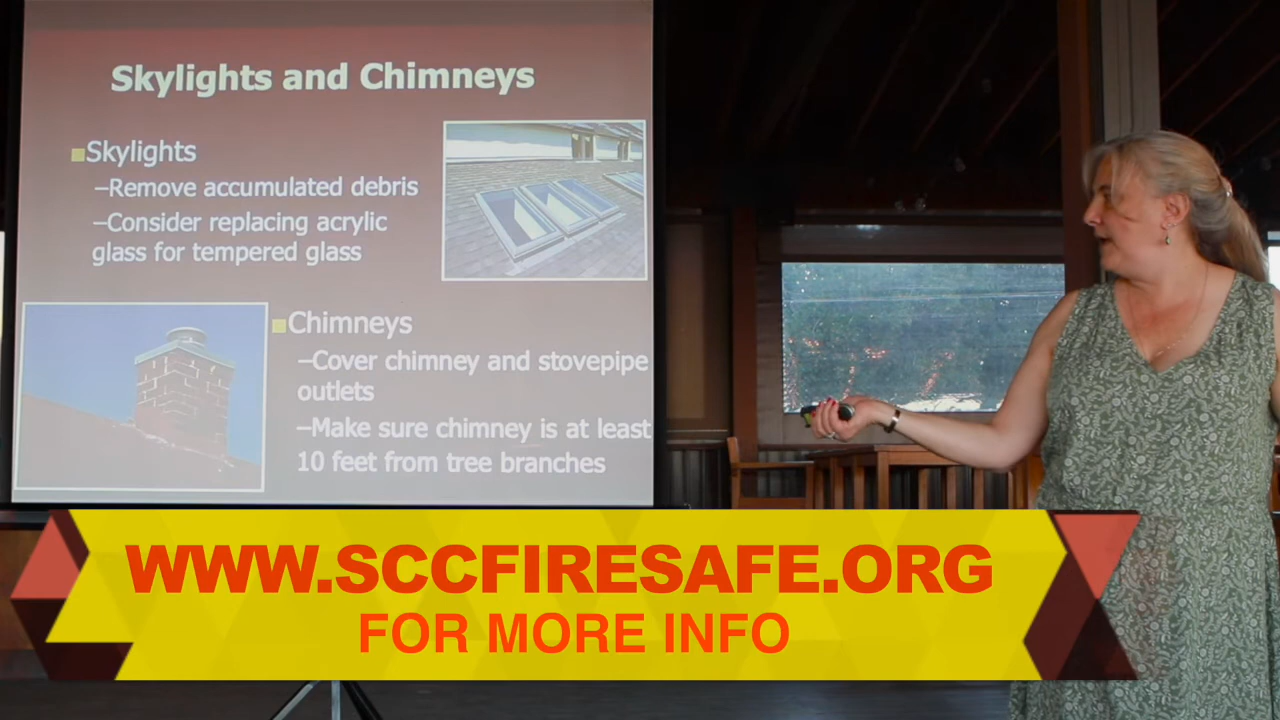 Skylights and Chimneys
Skylights
–Remove accumulated debris
–Consider replacing acrylic
glass for tempered glass
Chimneys
–Cover chimney and stovepipe
outlets
–Make sure chimney is at least
10 feet from tree branches
WWW.SCCFIRESAFE.ORG
FOR MORE INFO